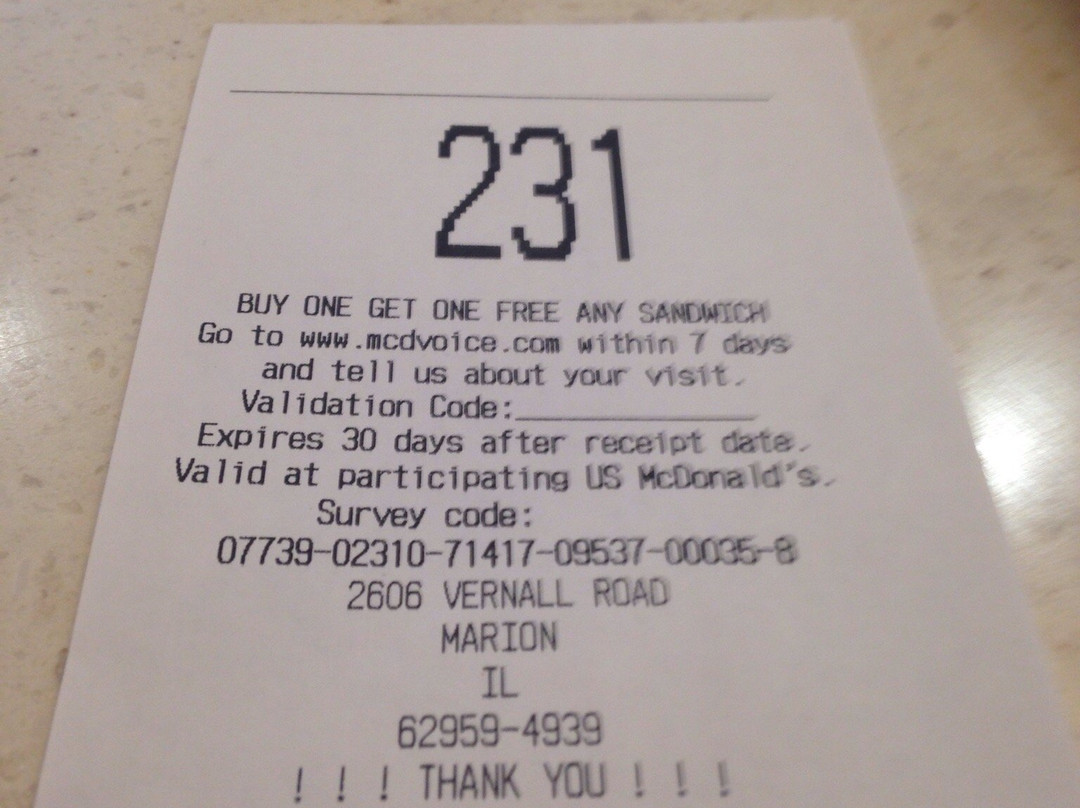 231
BUY ONE GET ONE FREE ANY SANDWICH
Go to www.mcdvoice.com within 7 days
and tell us about your visit.
Validation Code:______________
Expires 30 days after receipt date.
Valid at participating US McDonald's.
Survey code:
07739-02310-71417-09537-00035-8
2606 VERNALL ROAD
MARION
IL
62959-4939
! ! ! THANK YOU ! ! !